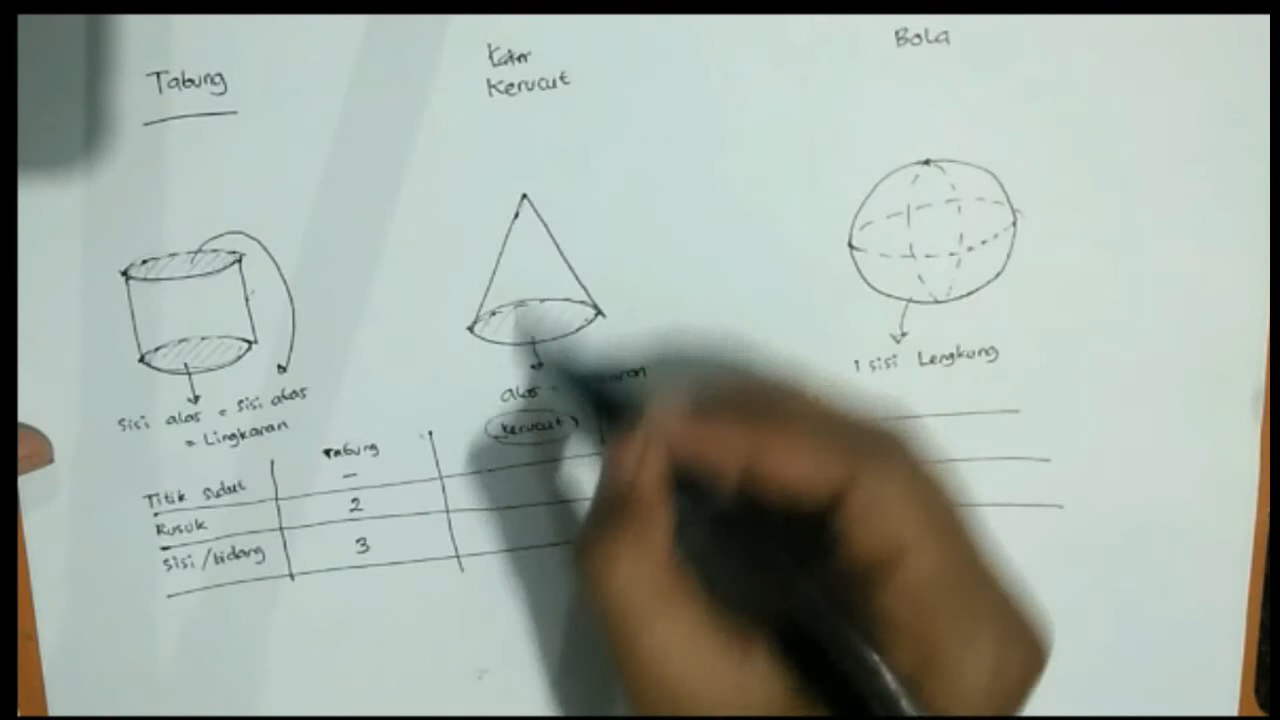 Tabung
Kerucut
Bola
sisi alas = sisi atas
= Lingkaran
alas =
kerucut
1 sisi Lengkung
Tabung
Titik sudut -
Rusuk 2
sisi/bidang 3